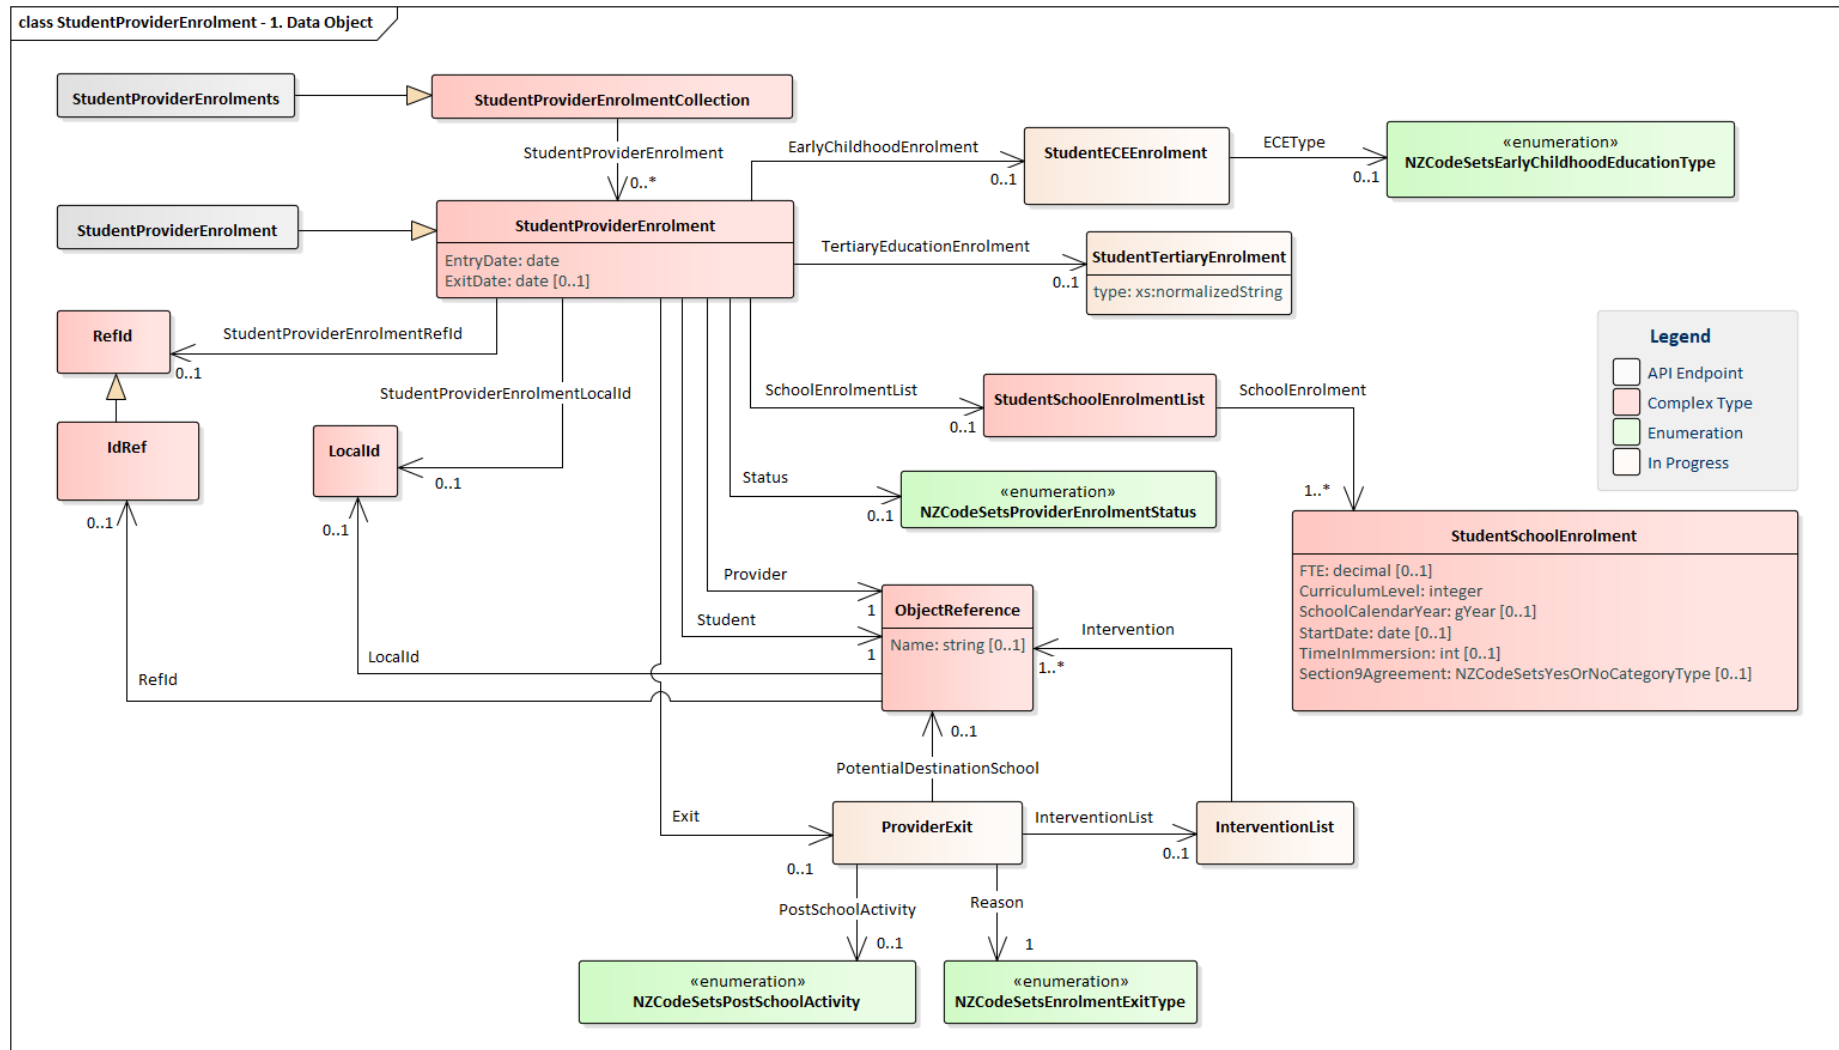 class StudentProviderEnrolment - 1. Data Object
StudentProviderEnrolments
StudentProviderEnrolmentCollection
StudentProviderEnrolment
0..*
EarlyChildhoodEnrolment
0..1
StudentECEEnrolment
ECEType
0..1
«enumeration»
NZCodeSetsEarlyChildhoodEducationType
StudentProviderEnrolment
StudentProviderEnrolment
EntryDate: date
ExitDate: date [0..1]
TertiaryEducationEnrolment
0..1
StudentTertiaryEnrolment
type: xs:normalizedString
RefId
StudentProviderEnrolmentRefId
0..1
Legend
API Endpoint
Complex Type
Enumeration
In Progress
StudentProviderEnrolmentLocalId
0..1
SchoolEnrolmentList
0..1
StudentSchoolEnrolmentList
SchoolEnrolment
1..*
IdRef
0..1
LocalId
0..1
Status
0..1
«enumeration»
NZCodeSetsProviderEnrolmentStatus
StudentSchoolEnrolment
FTE: decimal [0..1]
CurriculumLevel: integer
SchoolCalendarYear: gYear [0..1]
StartDate: date [0..1]
TimeInImmersion: int [0..1]
Section9Agreement: NZCodeSetsYesOrNoCategoryType [0..1]
Provider
1
Student
1
ObjectReference
Name: string [0..1]
Intervention
1..*
LocalId
RefId
0..1
PotentialDestinationSchool
Exit
0..1
ProviderExit
InterventionList
0..1
InterventionList
PostSchoolActivity
0..1
Reason
1
«enumeration»
NZCodeSetsPostSchoolActivity
«enumeration»
NZCodeSetsEnrolmentExitType